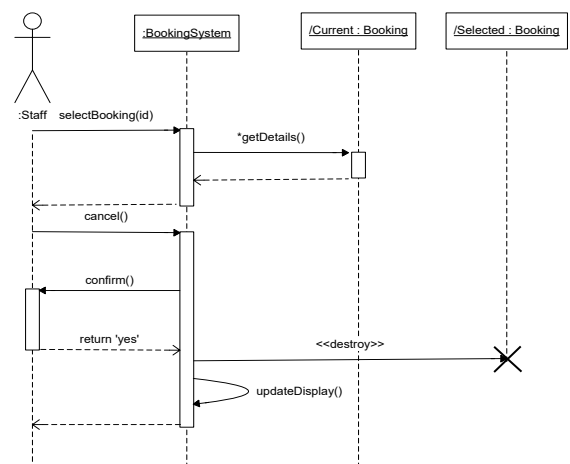 :BookingSystem
/Current : Booking
/Selected : Booking
:Staff
selectBooking(id)
*getDetails()
cancel()
confirm()
return 'yes'
<<destroy>>
updateDisplay()